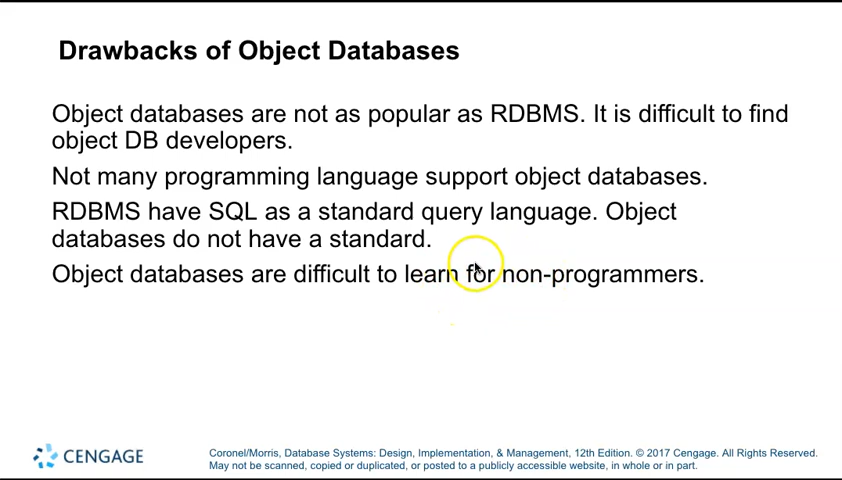 Drawbacks of Object Databases
Object databases are not as popular as RDBMS. It is difficult to find
object DB developers.
Not many programming language support object databases.
RDBMS have SQL as a standard query language. Object
databases do not have a standard.
Object databases are difficult to learn for non-programmers.
CENGAGE
Coronel/Morris, Database Systems: Design, Implementation, & Management, 12th Edition. © 2017 Cengage. All Rights Reserved.
May not be scanned, copied or duplicated, or posted to a publicly accessible website, in whole or in part.